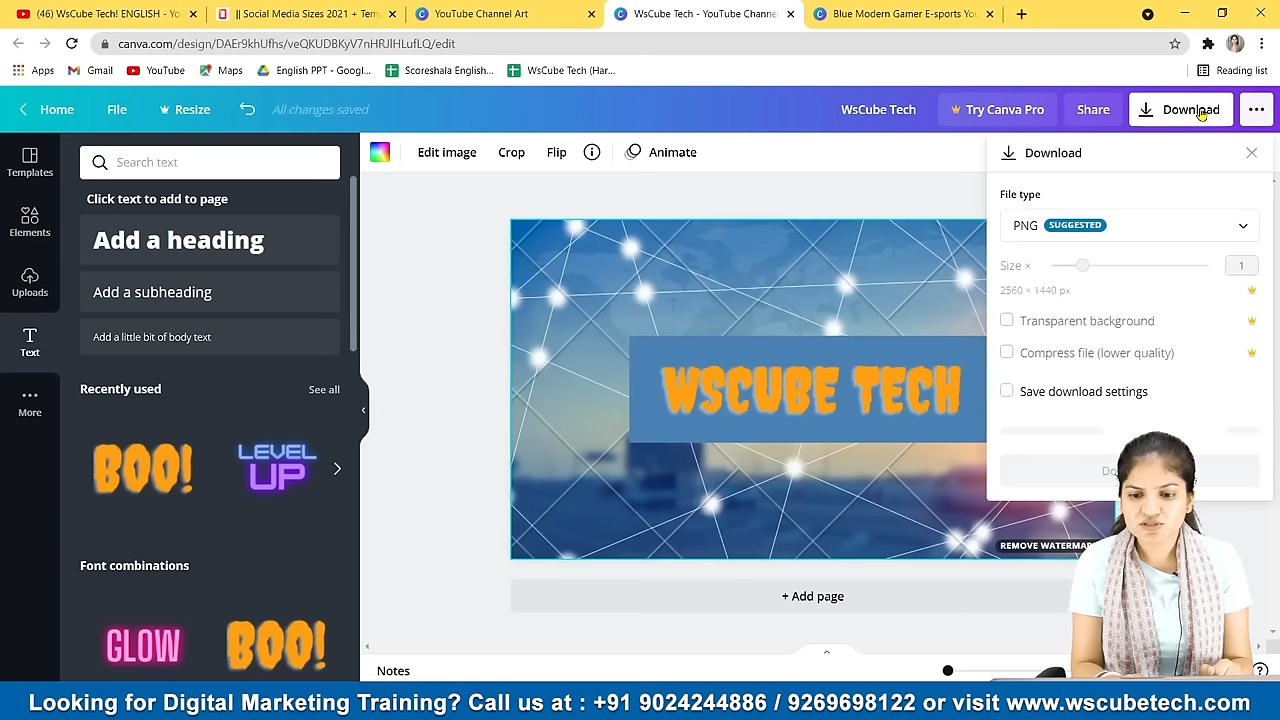 (46) WsCube Tech! ENGLISH - Yo
|| Social Media Sizes 2021 + Tem
YouTube Channel Art
WsCube Tech - YouTube Channe
Blue Modern Gamer E-sports You
canva.com/design/DAEr9khUfhs/veQKUDBKyV7nHRJlHLufLQ/edit
Apps
Gmail
YouTube
Maps
English PPT - Googl...
Scoreshala English...
WsCube Tech (Har...
Reading list
Home
File
Resize
All changes saved
WsCube Tech
Try Canva Pro
Share
Download
Templates
Elements
Uploads
Text
More
Search text
Click text to add to page
Add a heading
Add a subheading
Add a little bit of body text
Recently used
See all
BOO!
LEVEL
UP
Font combinations
GLOW
BOO!
Edit image
Crop
Flip
Animate
WSCUBE TECH
REMOVE WATERMAR
+ Add page
Notes
Download
File type
PNG SUGGESTED
Size ×
1
2560 × 1440 px
Transparent background
Compress file (lower quality)
Save download settings
Looking for Digital Marketing Training? Call us at : +91 9024244886 / 9269698122 or visit www.wscubetech.com